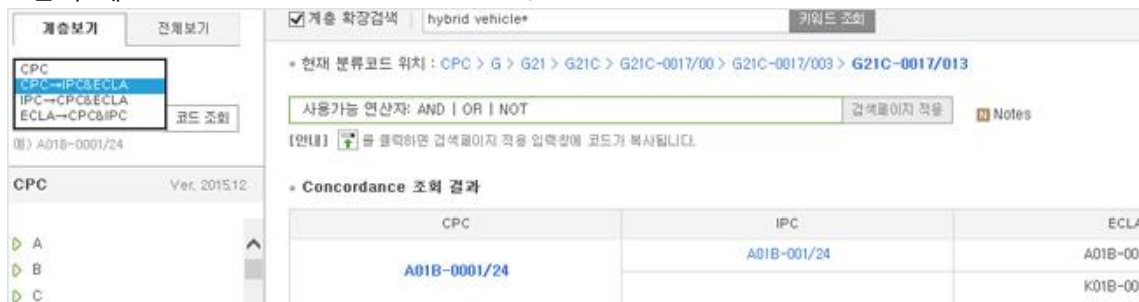 계층보기
전체보기
계층 확장검색
hybrid vehicle*
키워드 조회
CPC
CPC→IPC&ECLA
IPC→CPC&ECLA
ECLA→CPC&IPC
코드 조회
예) A01B-0001/24
현재 분류코드 위치 : CPC > G > G21 > G21C > G21C-0017/00 > G21C-0017/003 > G21C-0017/013
사용가능 연산자: AND | OR | NOT
검색페이지 적용
N Notes
[안내] 를 클릭하면 검색페이지 적용 입력창에 코드가 복사됩니다.
CPC
Ver. 2015,12
Concordance 조회 결과
CPC IPC ECLA
A01B-0001/24 A01B-001/24 A01B-00
K01B-00
A
B
C